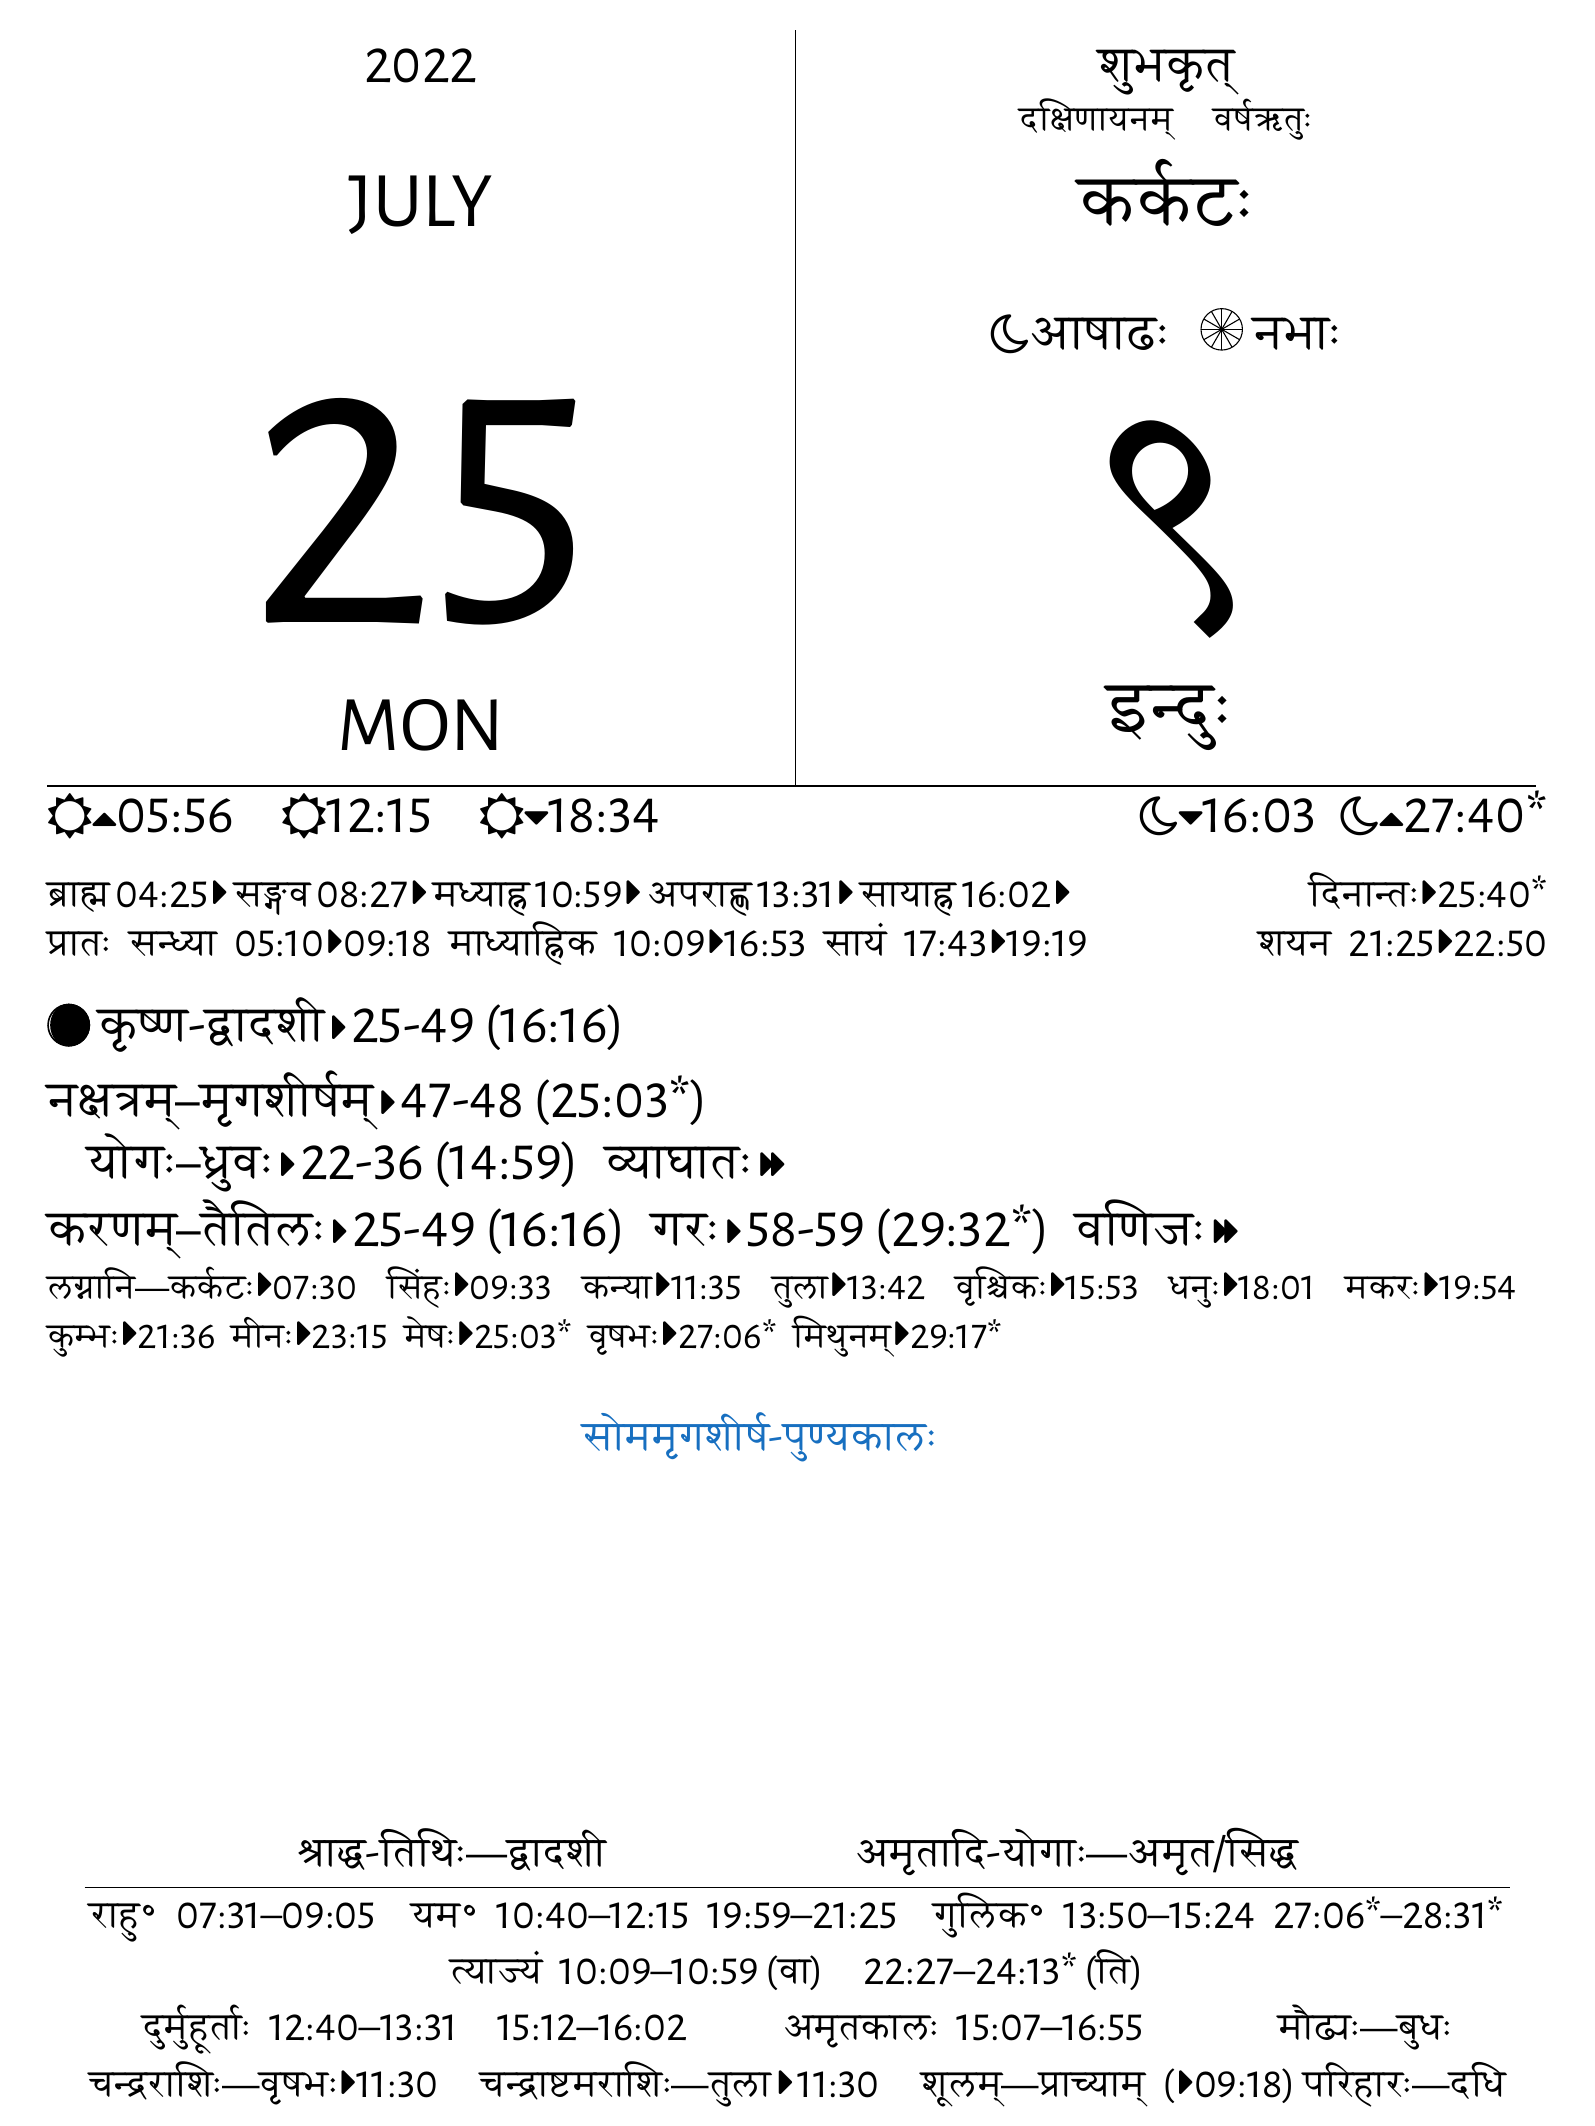 2022
JULY
25
MON
शुभकृत्
दक्षिणायनम् वर्षऋतुः
कर्कटः
आषाढः नभाः
९
इन्दुः
05:56 12:15 18:34 16:03 27:40*
ब्राह्म 04:25 सङ्गव 08:27 मध्याह्न 10:59 अपराह्ण 13:31 सायाह्न 16:02 दिनान्तः 25:40*
प्रातः सन्ध्या 05:10 09:18 माध्याह्निक 10:09 16:53 सायं 17:43 19:19 शयन 21:25 22:50
कृष्ण-द्वादशी 25-49 (16:16)
नक्षत्रम्–मृगशीर्षम् 47-48 (25:03*)
योगः–ध्रुवः 22-36 (14:59) व्याघातः
करणम्–तैतिलः 25-49 (16:16) गरः 58-59 (29:32*) वणिजः
लग्नानि—कर्कटः 07:30 सिंहः 09:33 कन्या 11:35 तुला 13:42 वृश्चिकः 15:53 धनुः 18:01 मकरः 19:54
कुम्भः 21:36 मीनः 23:15 मेषः 25:03* वृषभः 27:06* मिथुनम् 29:17*
सोममृगशीर्ष-पुण्यकालः
श्राद्ध-तिथिः—द्वादशी अमृतादि-योगाः—अमृत/सिद्ध
राहु॰ 07:31–09:05 यम॰ 10:40–12:15 19:59–21:25 गुलिक॰ 13:50–15:24 27:06*–28:31*
त्याज्यं 10:09–10:59 (वा) 22:27–24:13* (ति)
दुर्मुहूर्ताः 12:40–13:31 15:12–16:02 अमृतकालः 15:07–16:55 मौढ्यः—बुधः
चन्द्रराशिः—वृषभः 11:30 चन्द्राष्टमराशिः—तुला 11:30 शूलम्—प्राच्याम् (09:18) परिहारः—दधि